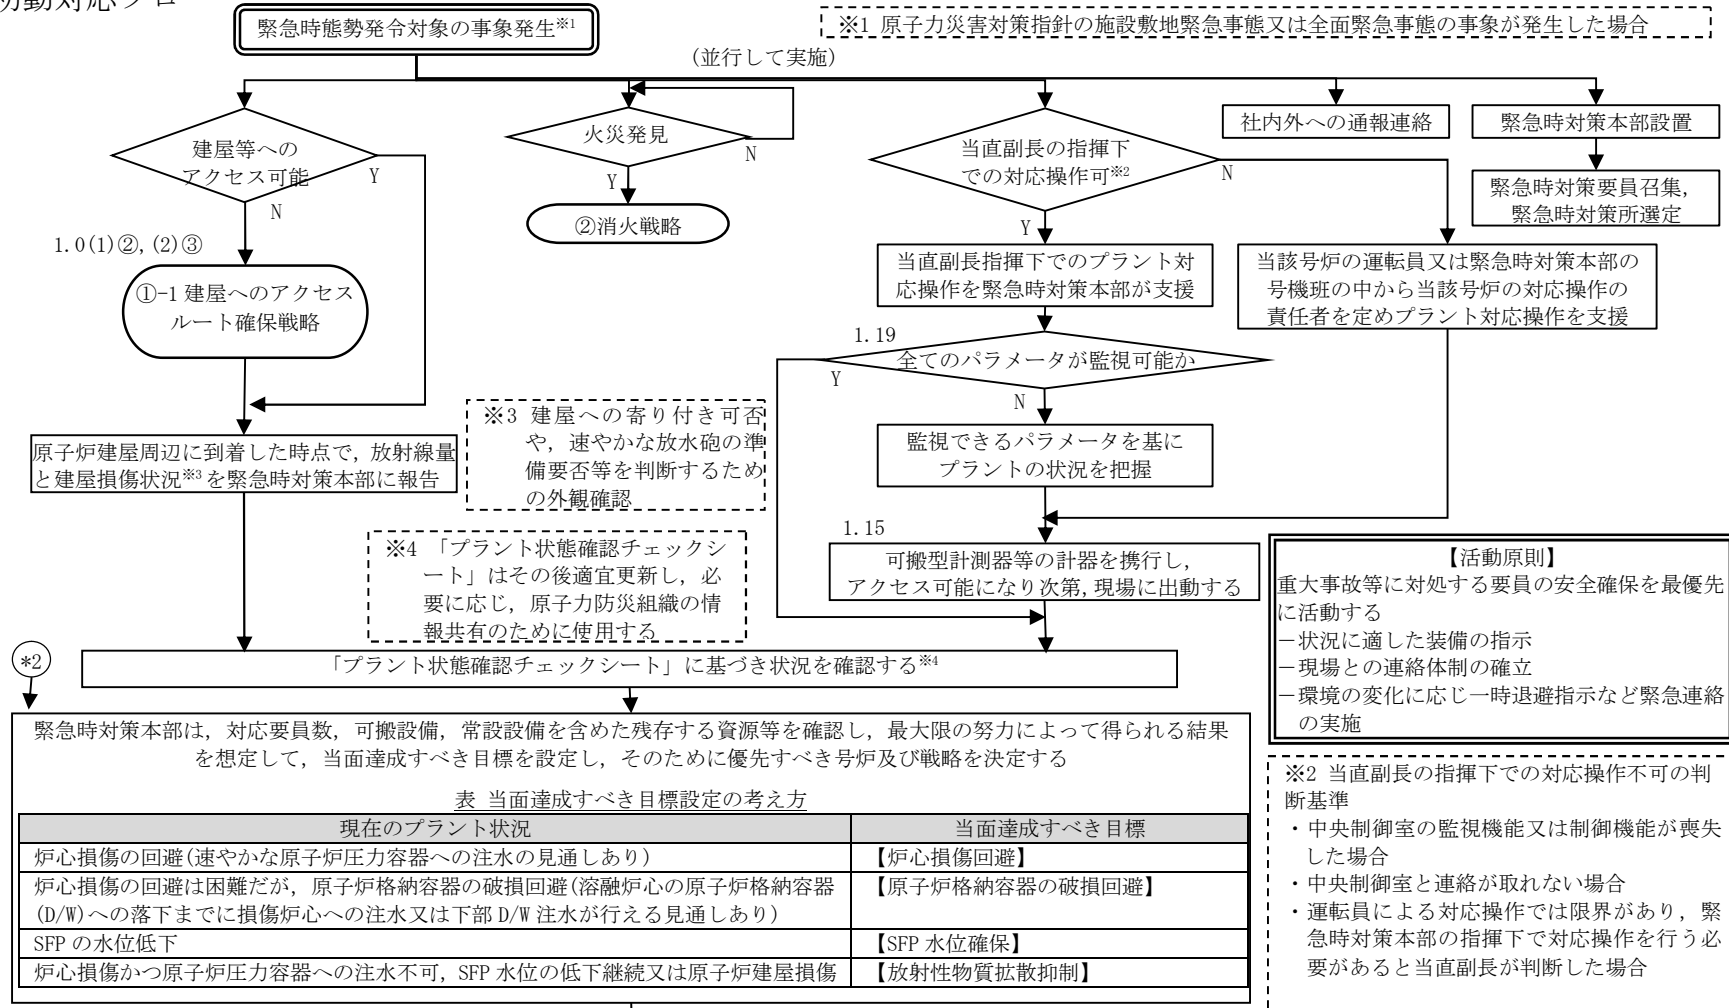 初動対応フロー
緊急時態勢発令対象の事象発生※1
※1 原子力災害対策指針の施設敷地緊急事態又は全面緊急事態の事象が発生した場合
(並行して実施)
建屋等への
アクセス可能
Y
N
火災発見
N
Y
②消火戦略
当直副長の指揮下
での対応操作可※2
N
Y
社内外への通報連絡
緊急時対策本部設置
緊急時対策要員召集,
緊急時対策所選定
1.0(1)②,(2)③
①-1 建屋へのアクセス
ルート確保戦略
当直副長指揮下でのプラント対
応操作を緊急時対策本部が支援
当該号炉の運転員又は緊急時対策本部の
号機班の中から当該号炉の対応操作の
責任者を定めプラント対応操作を支援
1.19
全てのパラメータが監視可能か
Y
N
監視できるパラメータを基に
プラントの状況を把握
原子炉建屋周辺に到着した時点で,放射線量
と建屋損傷状況※3を緊急時対策本部に報告
※3 建屋への寄り付き可否
や,速やかな放水砲の準
備要否等を判断するため
の外観確認
1.15
可搬型計測器等の計器を携行し,
アクセス可能になり次第,現場に出動する
※4 「プラント状態確認チェックシ
ート」はその後適宜更新し,必
要に応じ,原子力防災組織の情
報共有のために使用する
【活動原則】
重大事故等に対処する要員の安全確保を最優先
に活動する
－状況に適した装備の指示
－現場との連絡体制の確立
－環境の変化に応じ一時退避指示など緊急連絡
の実施
*2
「プラント状態確認チェックシート」に基づき状況を確認する※4
緊急時対策本部は,対応要員数,可搬設備,常設設備を含めた残存する資源等を確認し,最大限の努力によって得られる結果
を想定して,当面達成すべき目標を設定し,そのために優先すべき号炉及び戦略を決定する
表 当面達成すべき目標設定の考え方
現在のプラント状況 当面達成すべき目標
炉心損傷の回避(速やかな原子炉圧力容器への注水の見通しあり) 【炉心損傷回避】
炉心損傷の回避は困難だが,原子炉格納容器の破損回避(溶融炉心の原子炉格納容器 【原子炉格納容器の破損回避】
(D/W)への落下までに損傷炉心への注水又は下部 D/W 注水が行える見通しあり)
SFP の水位低下 【SFP 水位確保】
炉心損傷かつ原子炉圧力容器への注水不可,SFP 水位の低下継続又は原子炉建屋損傷 【放射性物質拡散抑制】
※2 当直副長の指揮下での対応操作不可の判
断基準
・中央制御室の監視機能又は制御機能が喪失
した場合
・中央制御室と連絡が取れない場合
・運転員による対応操作では限界があり,緊
急時対策本部の指揮下で対応操作を行う必
要があると当直副長が判断した場合